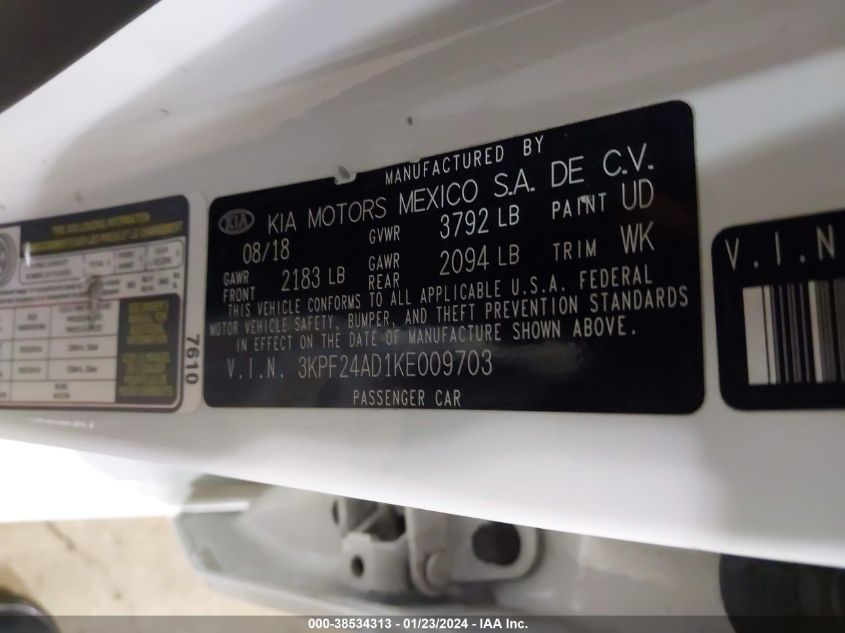 MANUFACTURED BY
KIA KIA MOTORS MEXICO S.A. DE C.V.
08/18 GVWR 3792 LB PAINT UD
GAWR FRONT 2183 LB GAWR REAR 2094 LB TRIM WK
THIS VEHICLE CONFORMS TO ALL APPLICABLE U.S.A. FEDERAL
MOTOR VEHICLE SAFETY, BUMPER, AND THEFT PREVENTION STANDARDS
IN EFFECT ON THE DATE OF MANUFACTURE SHOWN ABOVE.
V.I.N. 3KPF24AD1KE009703
PASSENGER CAR
7610
V.I.N
000-38534313 - 01/23/2024 - IAA Inc.